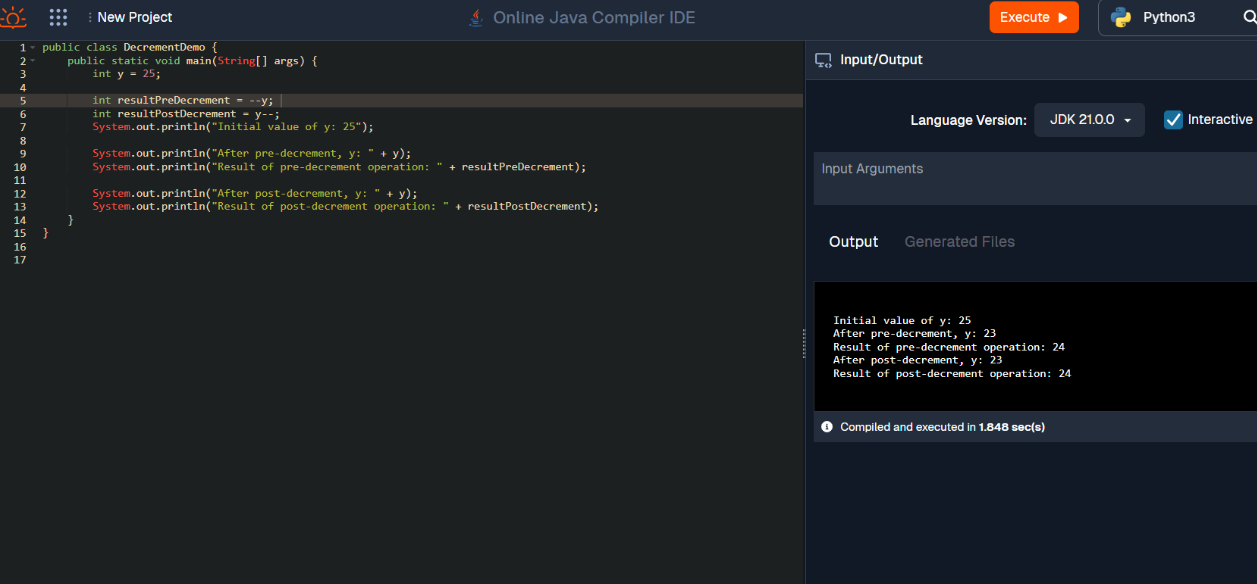 New Project
Online Java Compiler IDE
Execute
Python3
1 public class DecrementDemo {
2     public static void main(String[] args) {
3         int y = 25;
4
5         int resultPreDecrement = --y;
6         int resultPostDecrement = y--;
7         System.out.println("Initial value of y: 25");
8
9         System.out.println("After pre-decrement, y: " + y);
10         System.out.println("Result of pre-decrement operation: " + resultPreDecrement);
11
12         System.out.println("After post-decrement, y: " + y);
13         System.out.println("Result of post-decrement operation: " + resultPostDecrement);
14     }
15 }
16
17
Input/Output
Language Version: JDK 21.0.0 Interactive
Input Arguments
Output Generated Files
Initial value of y: 25
After pre-decrement, y: 23
Result of pre-decrement operation: 24
After post-decrement, y: 23
Result of post-decrement operation: 24
Compiled and executed in 1.848 sec(s)